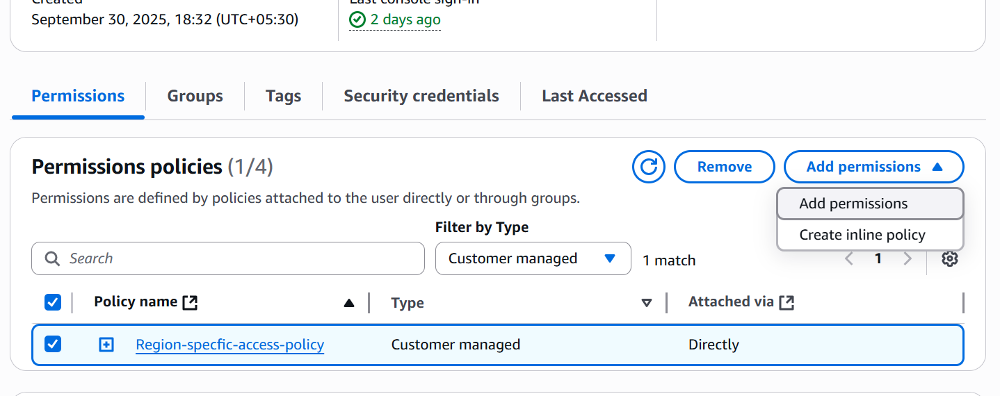 Created Last console sign-in
September 30, 2025, 18:32 (UTC+05:30) 2 days ago
Permissions Groups Tags Security credentials Last Accessed
Permissions policies (1/4) Remove Add permissions
Permissions are defined by policies attached to the user directly or through groups.
Add permissions
Create inline policy
Filter by Type
Search Customer managed 1 match 1
Policy name Type Attached via
Region-specfic-access-policy Customer managed Directly